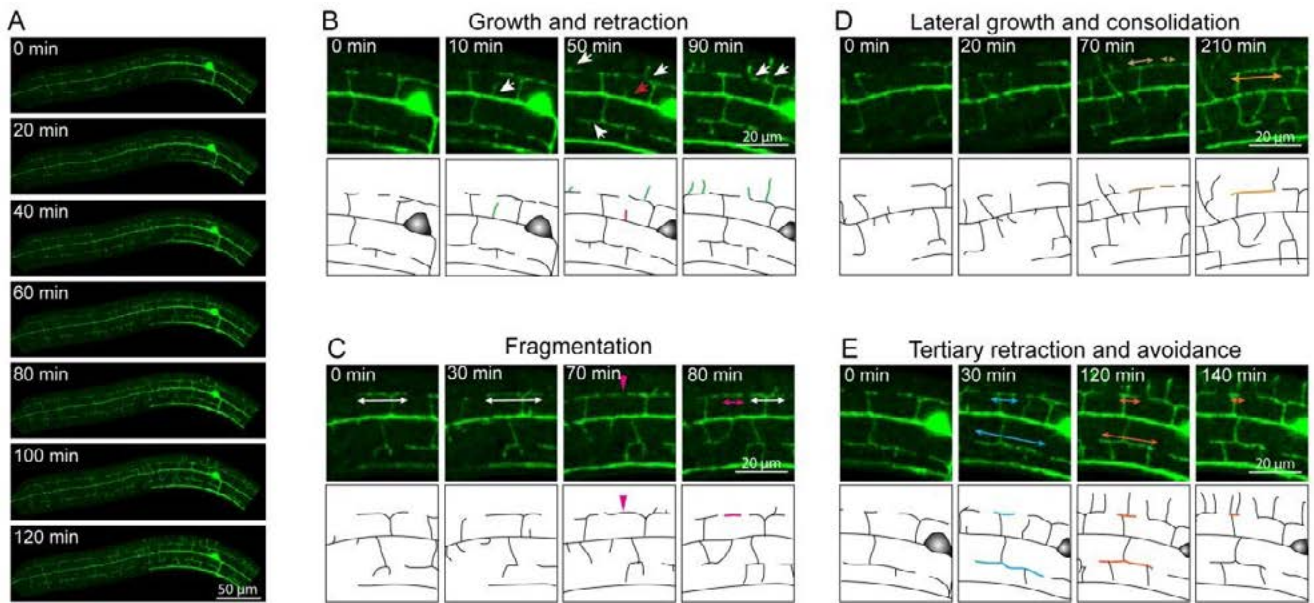 A
0 min
20 min
40 min
60 min
80 min
100 min
120 min
50 µm
B
Growth and retraction
0 min
10 min
50 min
90 min
20 µm
C
Fragmentation
0 min
30 min
70 min
80 min
20 µm
D
Lateral growth and consolidation
0 min
20 min
70 min
210 min
20 µm
E
Tertiary retraction and avoidance
0 min
30 min
120 min
140 min
20 µm